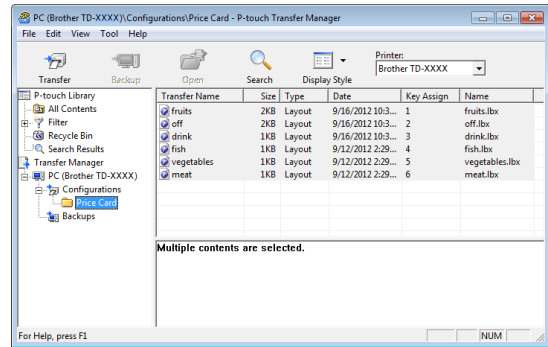 PC (Brother TD-XXXX)\Configurations\Price Card - P-touch Transfer Manager
File Edit View Tool Help
Transfer Backup Open Search Display Style
Printer:
Brother TD-XXXX
P-touch Library
All Contents
Filter
Recycle Bin
Search Results
Transfer Manager
PC (Brother TD-XXXX)
Configurations
Price Card
Backups
Transfer Name Size Type Date Key Assign Name
fruits 2KB Layout 9/16/2012 10:3... 1 fruits.lbx
off 2KB Layout 9/16/2012 10:3... 2 off.lbx
drink 1KB Layout 9/16/2012 10:3... 3 drink.lbx
fish 1KB Layout 9/12/2012 2:29... 4 fish.lbx
vegetables 1KB Layout 9/12/2012 2:29... 5 vegetables.lbx
meat 1KB Layout 9/12/2012 2:29... 6 meat.lbx
Multiple contents are selected.
For Help, press F1
NUM